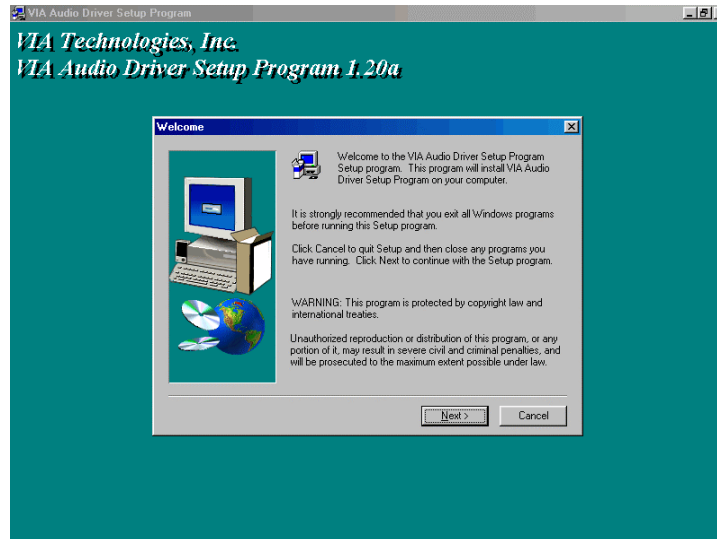 VIA Audio Driver Setup Program
VIA Technologies, Inc.
VIA Audio Driver Setup Program 1.20a
Welcome
Welcome to the VIA Audio Driver Setup Program
Setup program. This program will install VIA Audio
Driver Setup Program on your computer.
It is strongly recommended that you exit all Windows programs
before running this Setup program.
Click Cancel to quit Setup and then close any programs you
have running. Click Next to continue with the Setup program.
WARNING: This program is protected by copyright law and
international treaties.
Unauthorized reproduction or distribution of this program, or any
portion of it, may result in severe civil and criminal penalties, and
will be prosecuted to the maximum extent possible under law.
Next >
Cancel